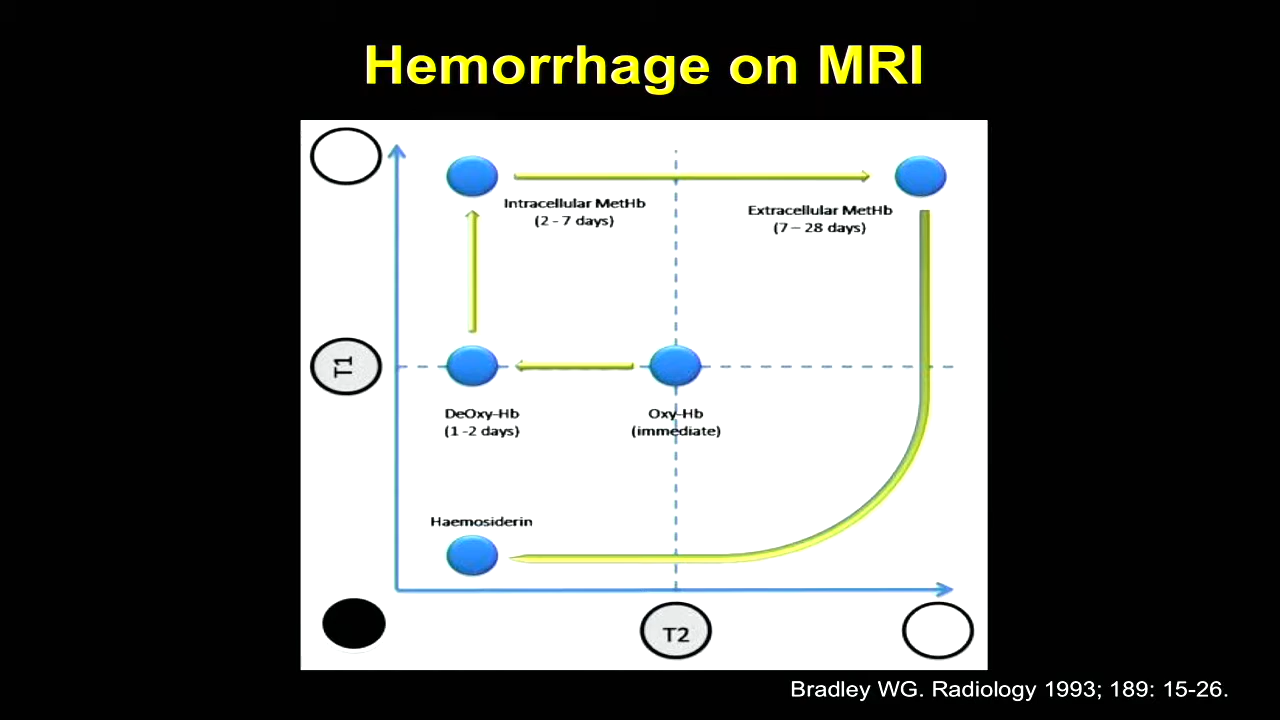 Hemorrhage on MRI
Intracellular MetHb
(2 - 7 days)
Extracellular MetHb
(7 – 28 days)
T1
DeOxy-Hb
(1 -2 days)
Oxy-Hb
(immediate)
Haemosiderin
T2
Bradley WG. Radiology 1993; 189: 15-26.